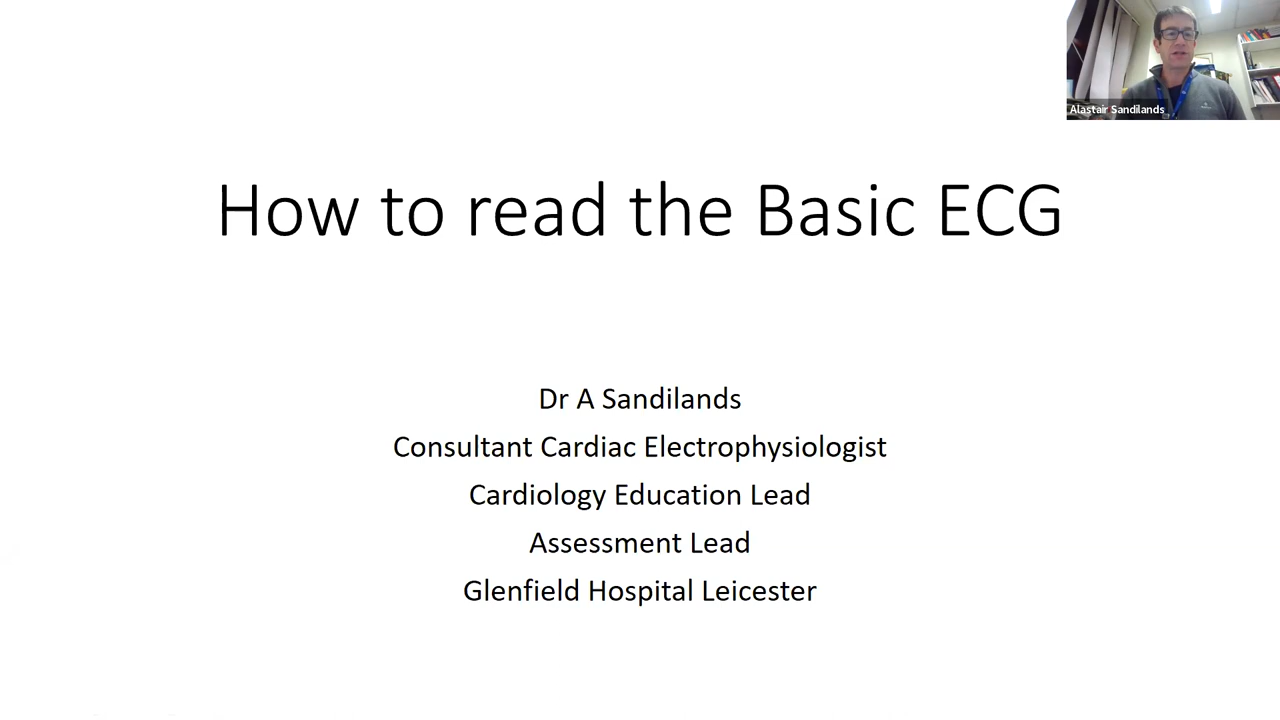 Alastair Sandilands
How to read the Basic ECG
Dr A Sandilands
Consultant Cardiac Electrophysiologist
Cardiology Education Lead
Assessment Lead
Glenfield Hospital Leicester